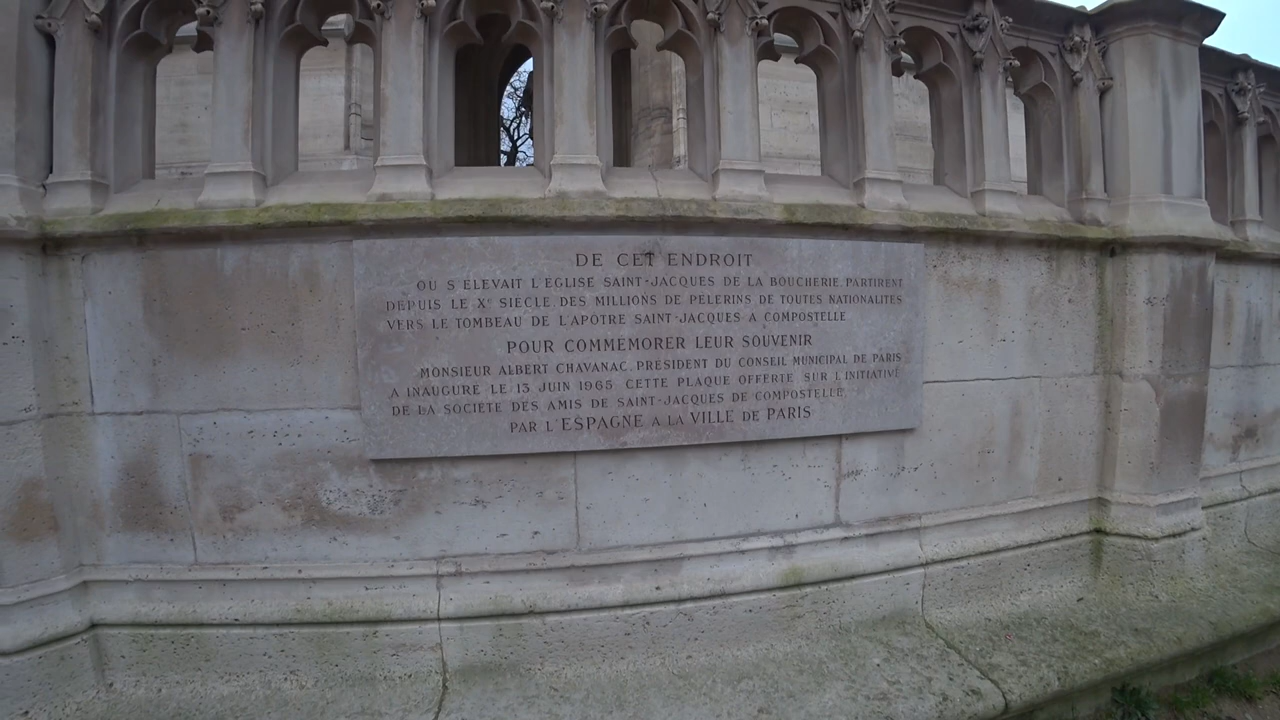 DE CET ENDROIT
OU S ELEVAIT L'EGLISE SAINT-JACQUES DE LA BOUCHERIE, PARTIRENT
DEPUIS LE Xe SIECLE, DES MILLIONS DE PELERINS DE TOUTES NATIONALITES
VERS LE TOMBEAU DE L'APOTRE SAINT-JACQUES A COMPOSTELLE
POUR COMMEMORER LEUR SOUVENIR
MONSIEUR ALBERT CHAVANAC, PRESIDENT DU CONSEIL MUNICIPAL DE PARIS
A INAUGURE LE 13 JUIN 1965 CETTE PLAQUE OFFERTE SUR L'INITIATIVE
DE LA SOCIETE DES AMIS DE SAINT-JACQUES DE COMPOSTELLE,
PAR L'ESPAGNE A LA VILLE DE PARIS